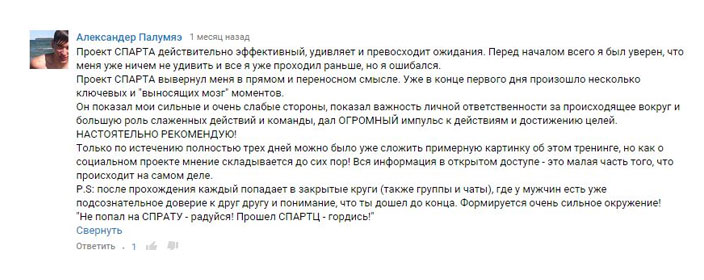 Александер Палумяэ 1 месяц назад
Проект СПАРТА действительно эффективный, удивляет и превосходит ожидания. Перед началом всего я был уверен, что
меня уже ничем не удивить и все я уже проходил раньше, но я ошибался.
Проект СПАРТА вывернул меня в прямом и переносном смысле. Уже в конце первого дня произошло несколько
ключевых и "выносящих мозг" моментов.
Он показал мои сильные и очень слабые стороны, показал важность личной ответственности за происходящее вокруг и
большую роль слаженных действий и команды, дал ОГРОМНЫЙ импульс к действиям и достижению целей.
НАСТОЯТЕЛЬНО РЕКОМЕНДУЮ!
Только по истечению полностью трех дней можно было уже сложить примерную картину об этом тренинге, но как о
социальном проекте мнение складывается до сих пор! Вся информация в открытом доступе - это малая часть того, что
происходит на самом деле.
P.S: после прохождения каждый попадает в закрытые круги (также группы и чаты), где у мужчин есть уже
подсознательное доверие к друг другу и понимание, что ты дошел до конца. Формируется очень сильное окружение!
"Не попал на СПРАТУ - радуйся! Прошел СПАРТЦ - гордись!"
Свернуть
Ответить · 1